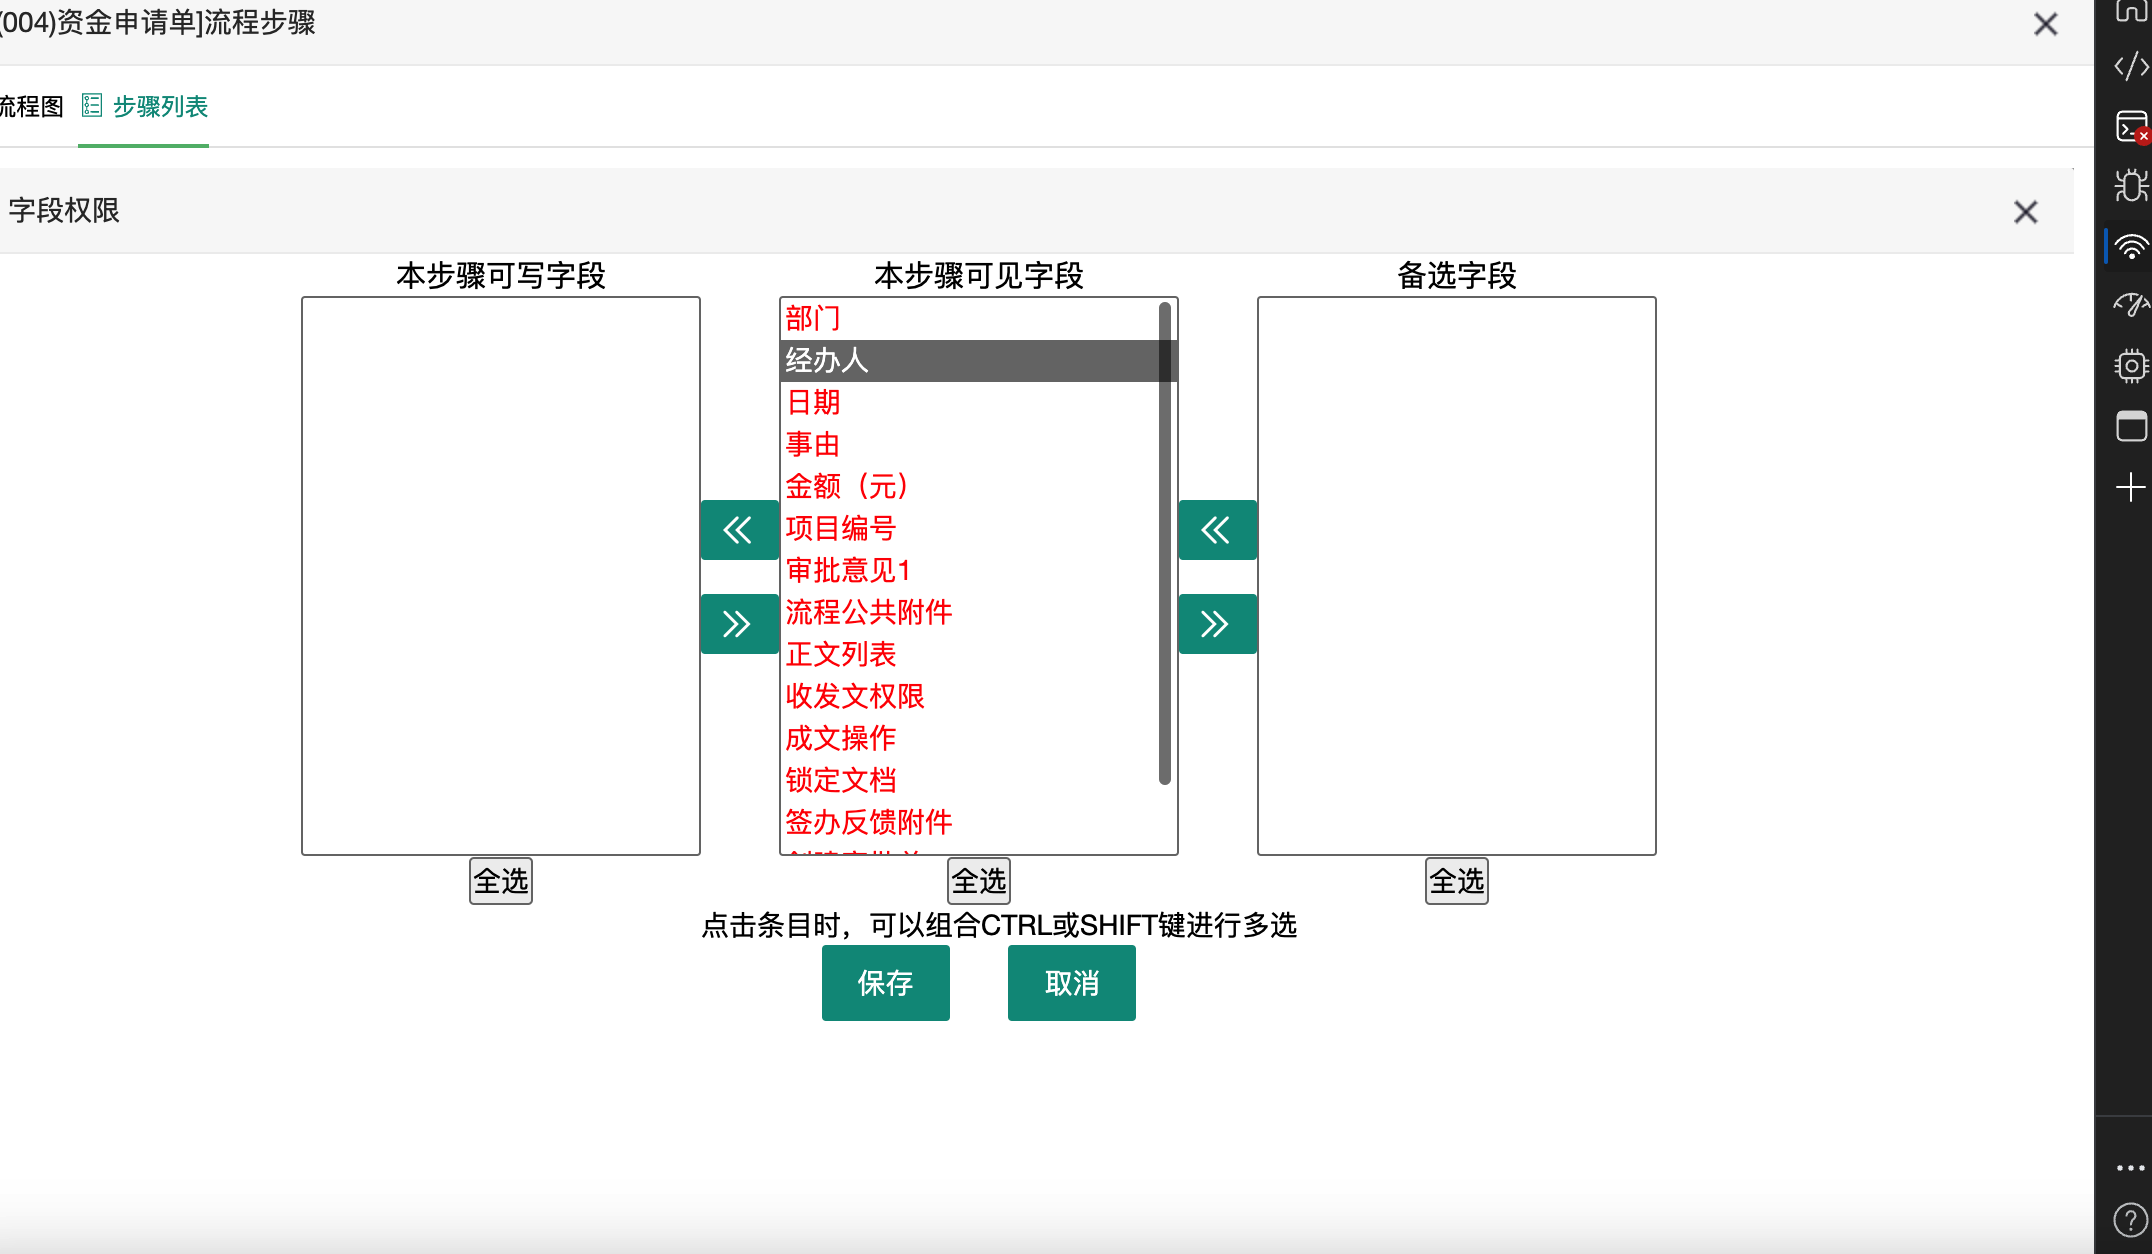 (004)资金申请单]流程步骤
流程图 步骤列表
字段权限
本步骤可写字段
本步骤可见字段
备选字段
部门
经办人
日期
事由
金额（元）
项目编号
审批意见1
流程公共附件
正文列表
收发文权限
成文操作
锁定文档
签办反馈附件
全选
全选
全选
点击条目时，可以组合CTRL或SHIFT键进行多选
保存
取消